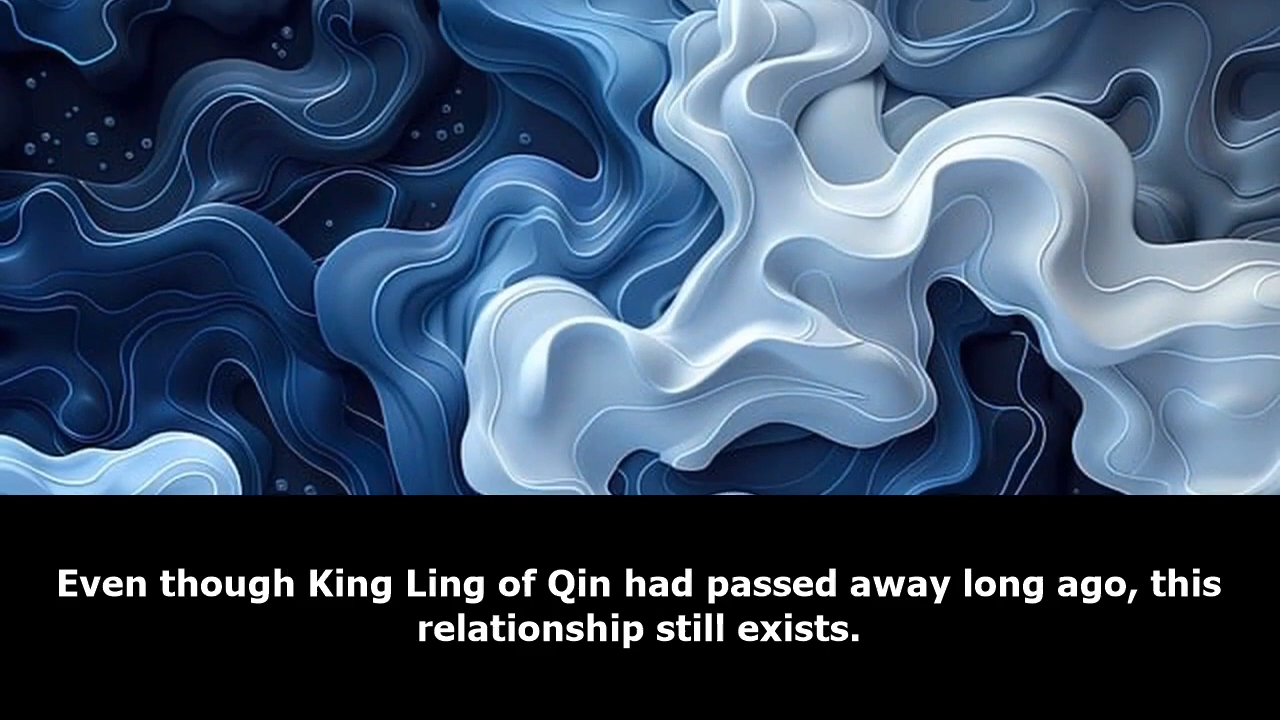 Even though King Ling of Qin had passed away long ago, this
relationship still exists.